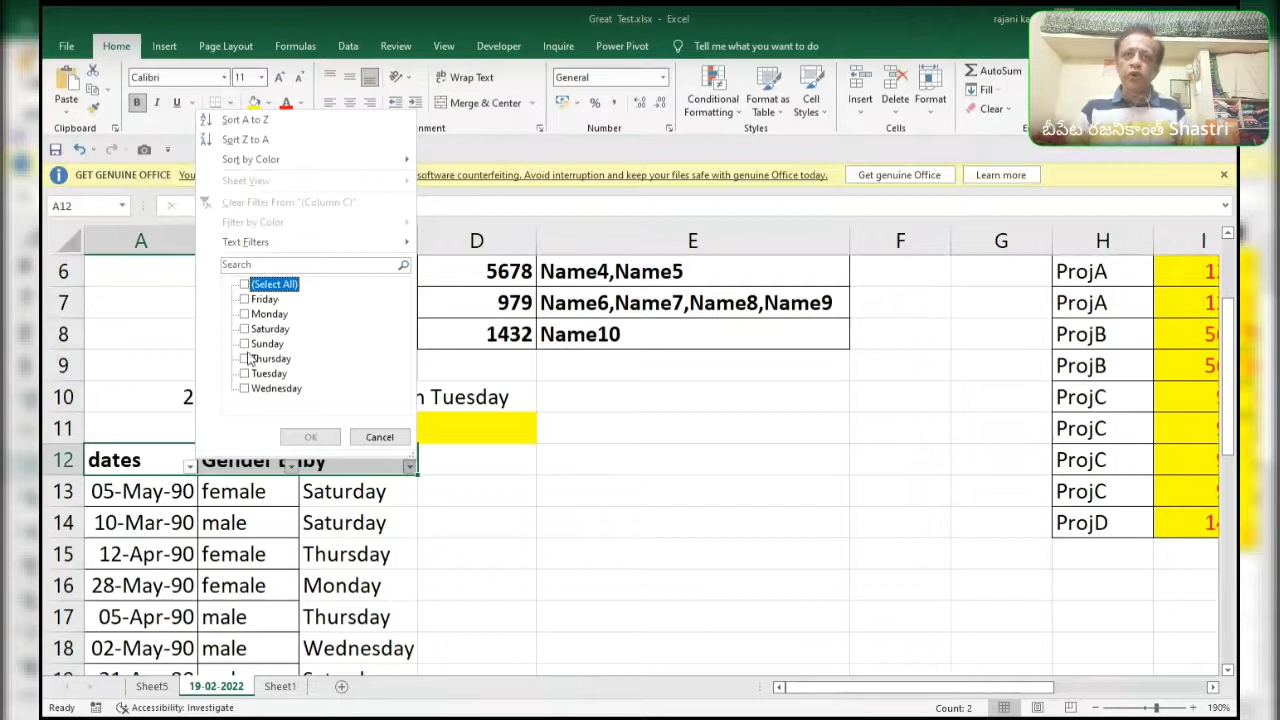 Great Test.xlsx - Excel
rajani ka
File Home Insert Page Layout Formulas Data Review View Developer Inquire Power Pivot Tell me what you want to do
Calibri 11 Wrap Text General AutoSum
Paste Merge & Center Conditional Formatting Format as Table Cell Styles Insert Delete Format Fill
Clear
Clipboard Number Styles Cells
బీపేట రజనికాంత్ Shastri
GET GENUINE OFFICE software counterfeiting. Avoid interruption and keep your files safe with genuine Office today. Get genuine Office Learn more
A12
Sort A to Z
Sort Z to A
Sort by Color
Sheet View
Clear Filter From "(Column C)"
Filter by Color
Text Filters
Search
(Select All)
Friday
Monday
Saturday
Sunday
Thursday
Tuesday
Wednesday
OK Cancel
A D E F G H I
6 5678 Name4,Name5 ProjA
7 979 Name6,Name7,Name8,Name9 ProjA
8 1432 Name10 ProjB
9 ProjB
10 2 Tuesday ProjC
11 ProjC
12 dates Gender by ProjC
13 05-May-90 female Saturday ProjC
14 10-Mar-90 male Saturday ProjD
15 12-Apr-90 female Thursday
16 28-May-90 female Monday
17 05-Apr-90 male Thursday
18 02-May-90 male Wednesday
Sheet5 19-02-2022 Sheet1
Ready Accessibility: Investigate Count: 2 190%